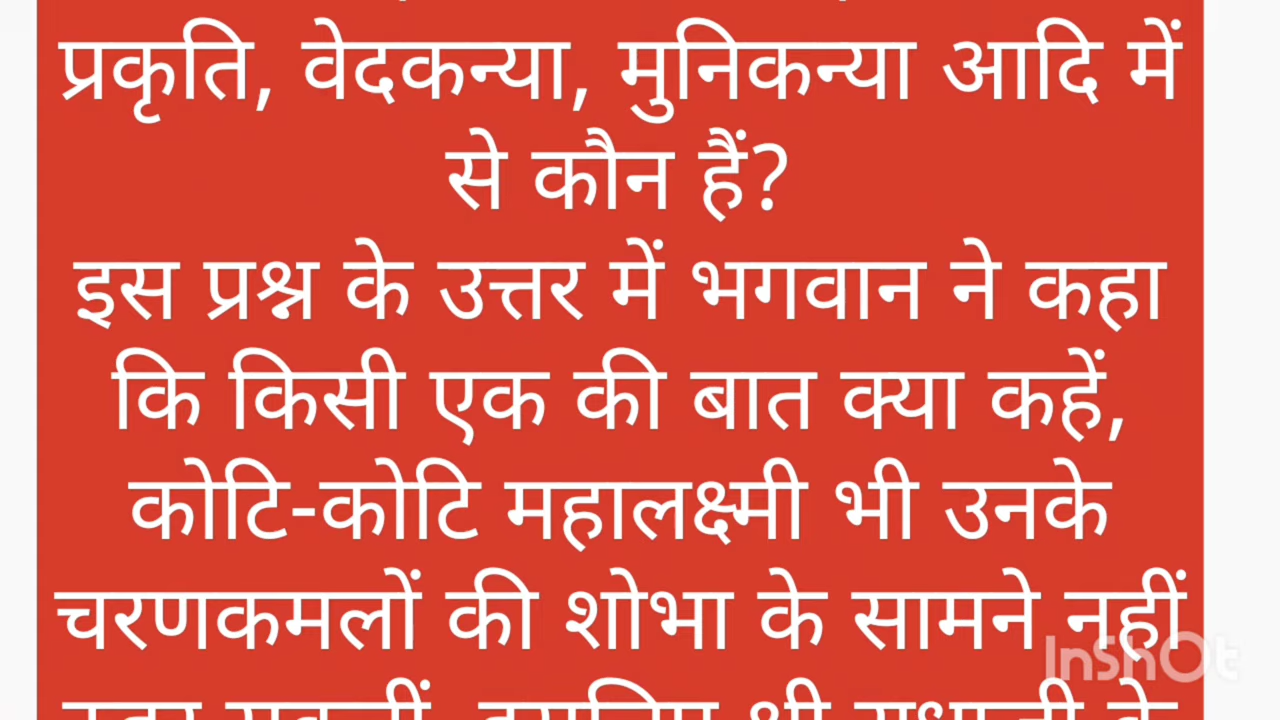 प्रकृति, वेदकन्या, मुनिकन्या आदि में
से कौन हैं?
इस प्रश्न के उत्तर में भगवान ने कहा
कि किसी एक की बात क्या कहें,
कोटि-कोटि महालक्ष्मी भी उनके
चरणकमलों की शोभा के सामने नहीं
InShOt